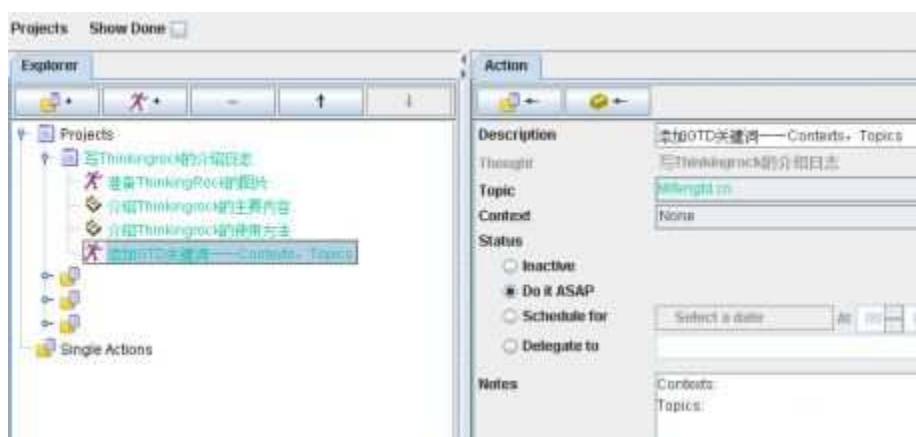 Projects Show Done
Explorer
Action
Projects
写Thinkingrock的介绍日志
准备ThinkingRock的图片
介绍Thinkingrock的主要内容
介绍Thinkingrock的使用方法
添加GTD关键词——Contexts，Topics
Single Actions
Description 添加GTD关键词——Contexts，Topics
Thought 写Thinkingrock的介绍日志
Topic
Context None
Status
Inactive
Do it ASAP
Schedule for Select a date At
Delegate to
Notes Contexts:
Topics: